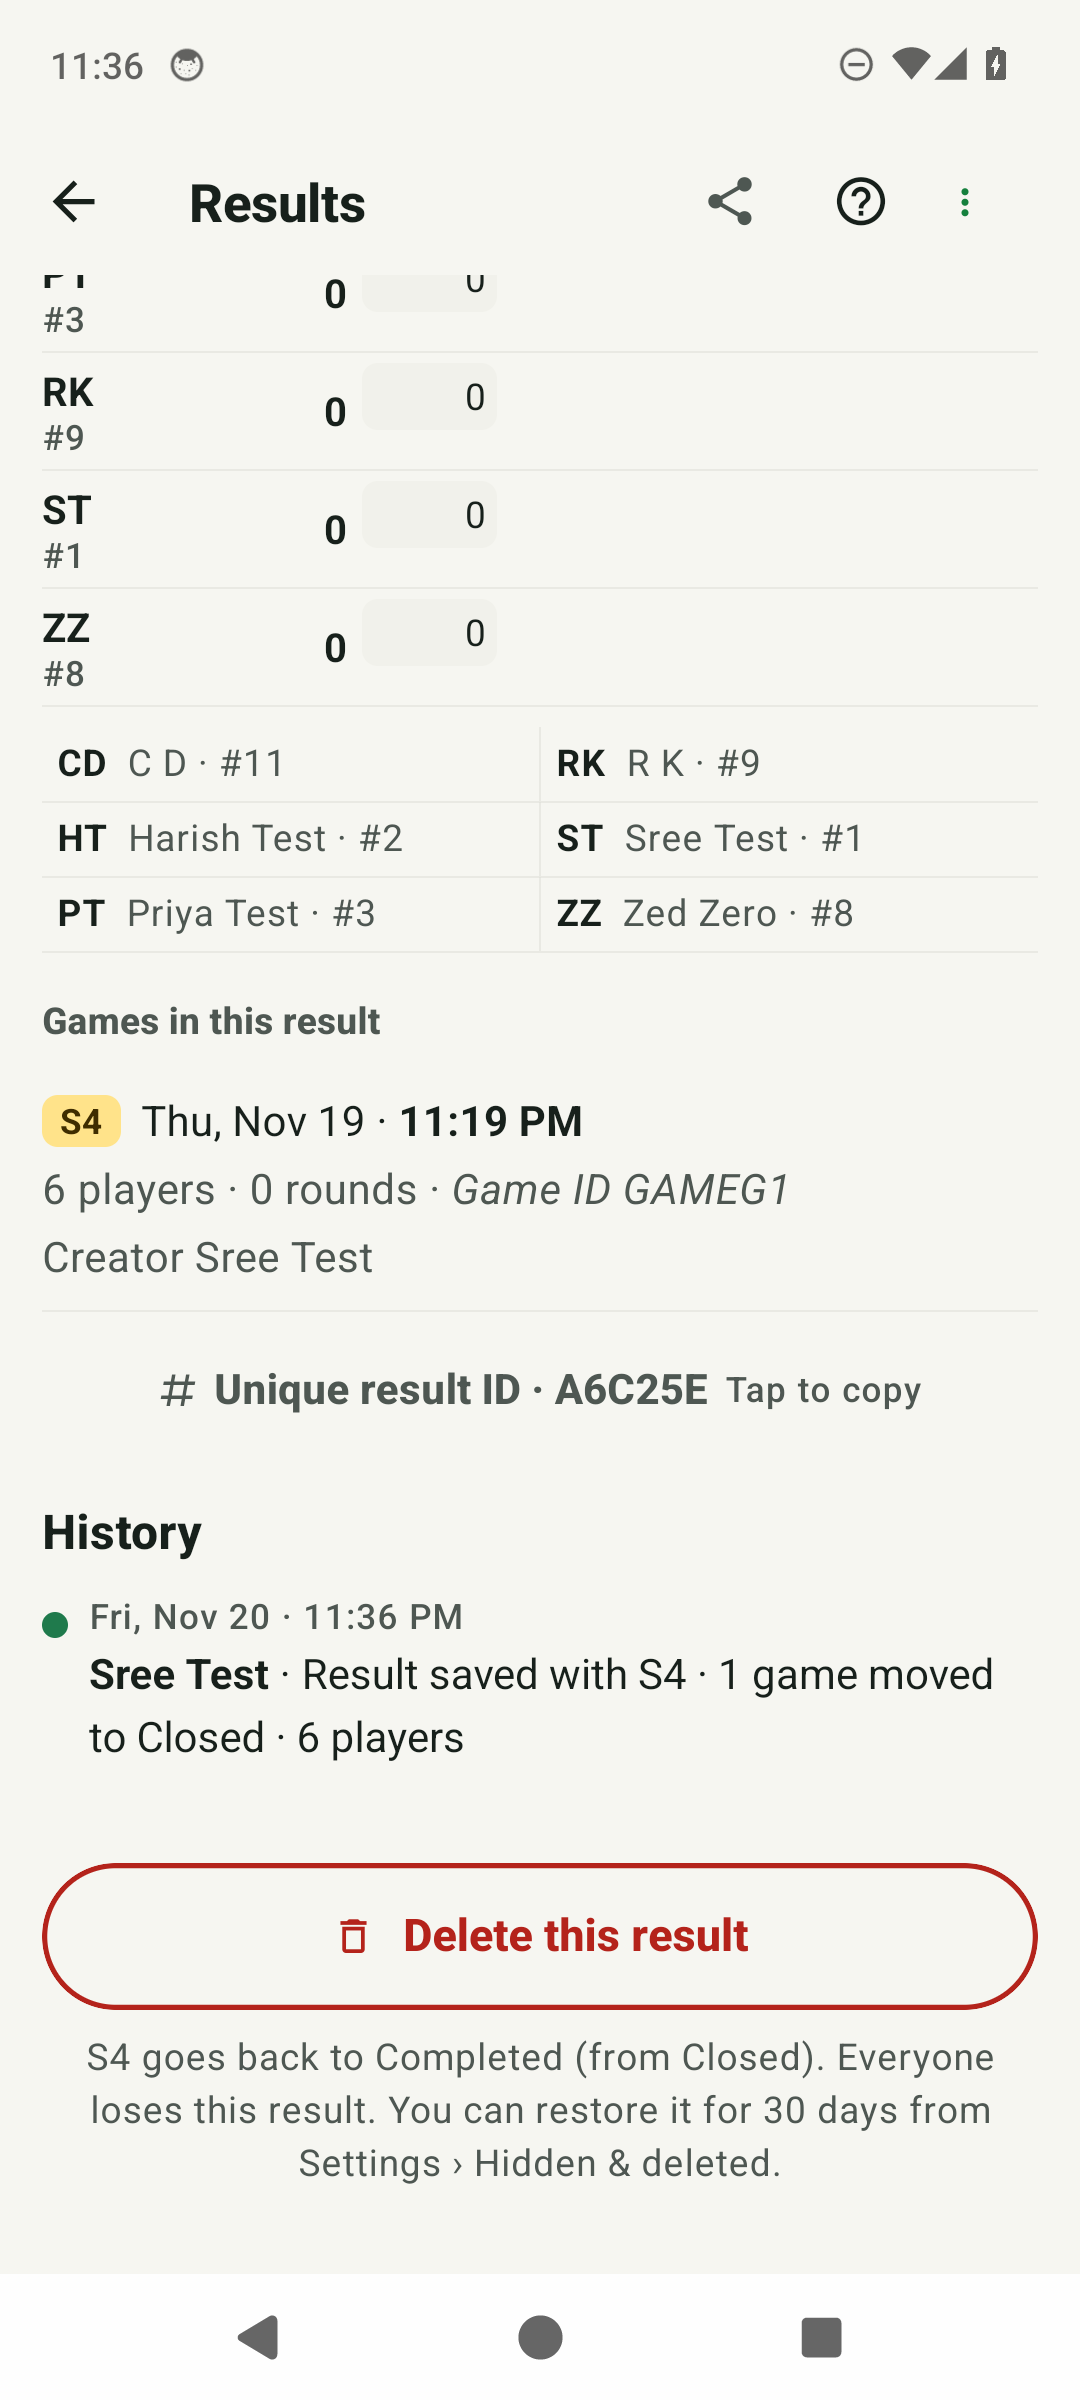 11:36
Results
PT 0 0
#3
RK 0 0
#9
ST 0 0
#1
ZZ 0 0
#8
CD C D · #11 RK R K · #9
HT Harish Test · #2 ST Sree Test · #1
PT Priya Test · #3 ZZ Zed Zero · #8
Games in this result
S4 Thu, Nov 19 · 11:19 PM
6 players · 0 rounds · Game ID GAMEG1
Creator Sree Test
# Unique result ID · A6C25E Tap to copy
History
Fri, Nov 20 · 11:36 PM
Sree Test · Result saved with S4 · 1 game moved
to Closed · 6 players
Delete this result
S4 goes back to Completed (from Closed). Everyone
loses this result. You can restore it for 30 days from
Settings › Hidden & deleted.